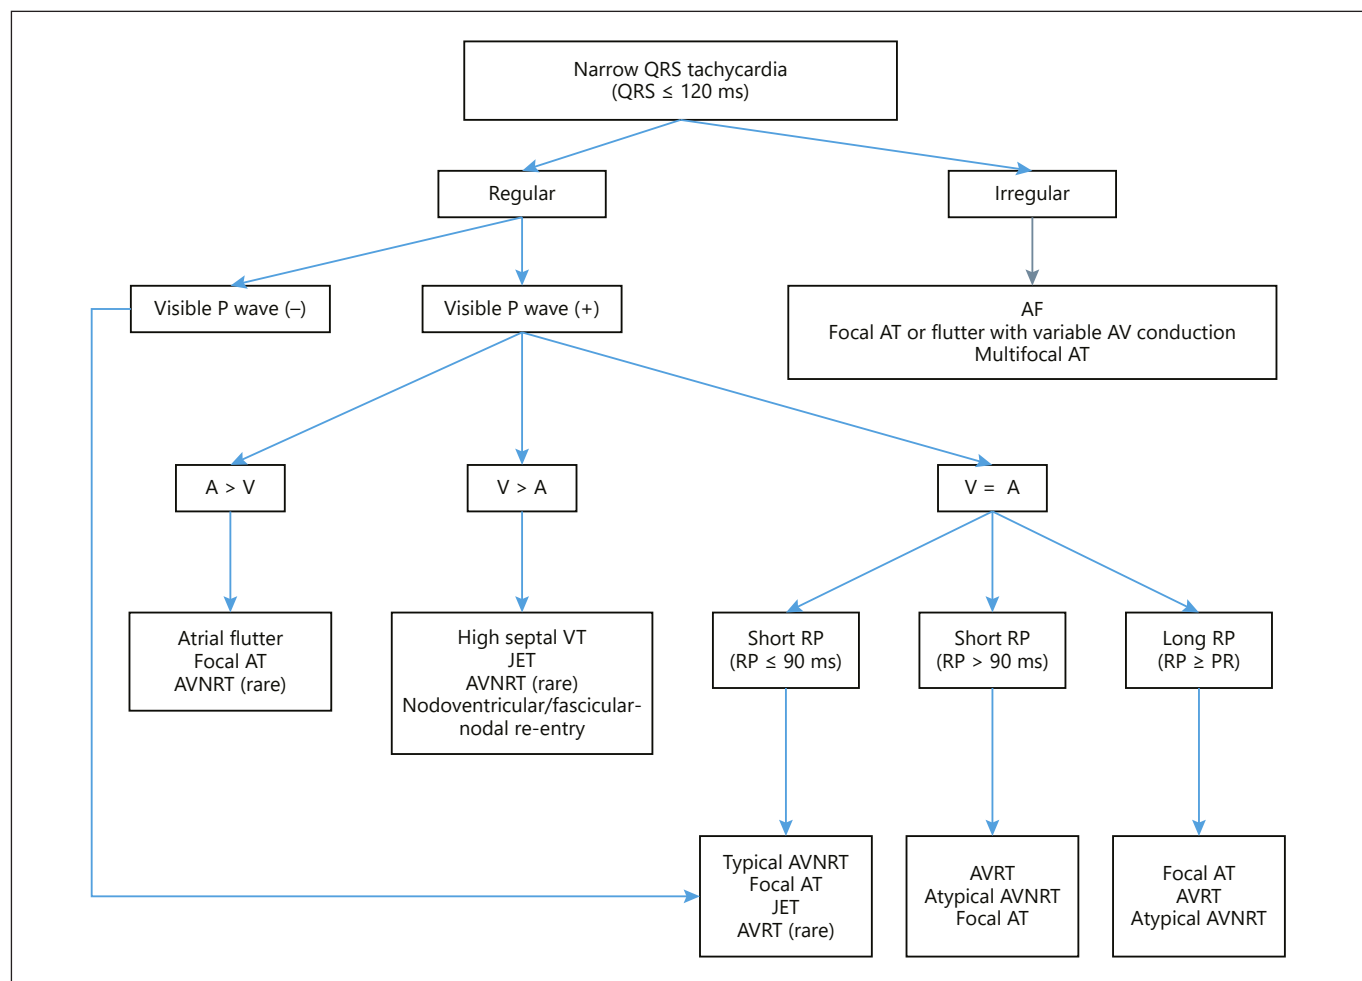 Narrow QRS tachycardia
(QRS ≤ 120 ms)
Regular
Irregular
Visible P wave (–)
Visible P wave (+)
AF
Focal AT or flutter with variable AV conduction
Multifocal AT
A > V
V > A
V = A
Atrial flutter
Focal AT
AVNRT (rare)
High septal VT
JET
AVNRT (rare)
Nodoventricular/fascicular-
nodal re-entry
Short RP
(RP ≤ 90 ms)
Short RP
(RP > 90 ms)
Long RP
(RP ≥ PR)
Typical AVNRT
Focal AT
JET
AVRT (rare)
AVRT
Atypical AVNRT
Focal AT
Focal AT
AVRT
Atypical AVNRT